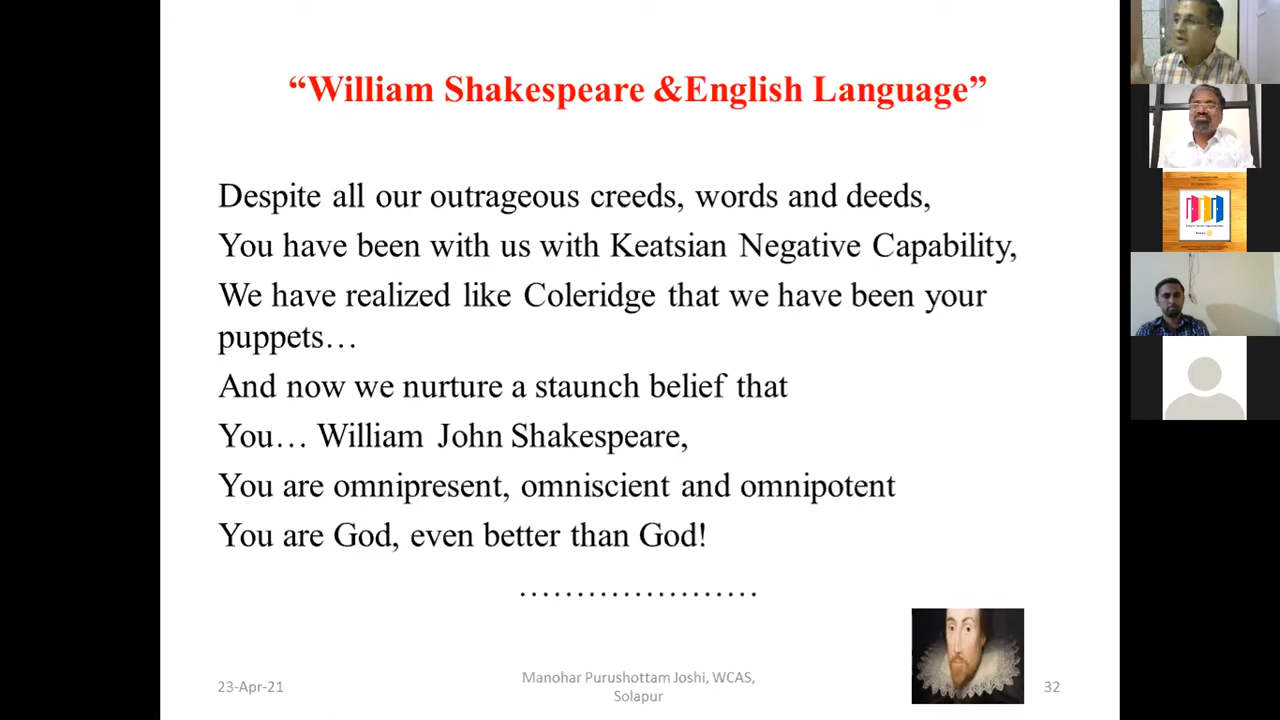 “William Shakespeare &English Language”
Despite all our outrageous creeds, words and deeds,
You have been with us with Keatsian Negative Capability,
We have realized like Coleridge that we have been your
puppets…
And now we nurture a staunch belief that
You… William John Shakespeare,
You are omnipresent, omniscient and omnipotent
You are God, even better than God!
…………………
23-Apr-21
Manohar Purushottam Joshi, WCAS,
Solapur
32